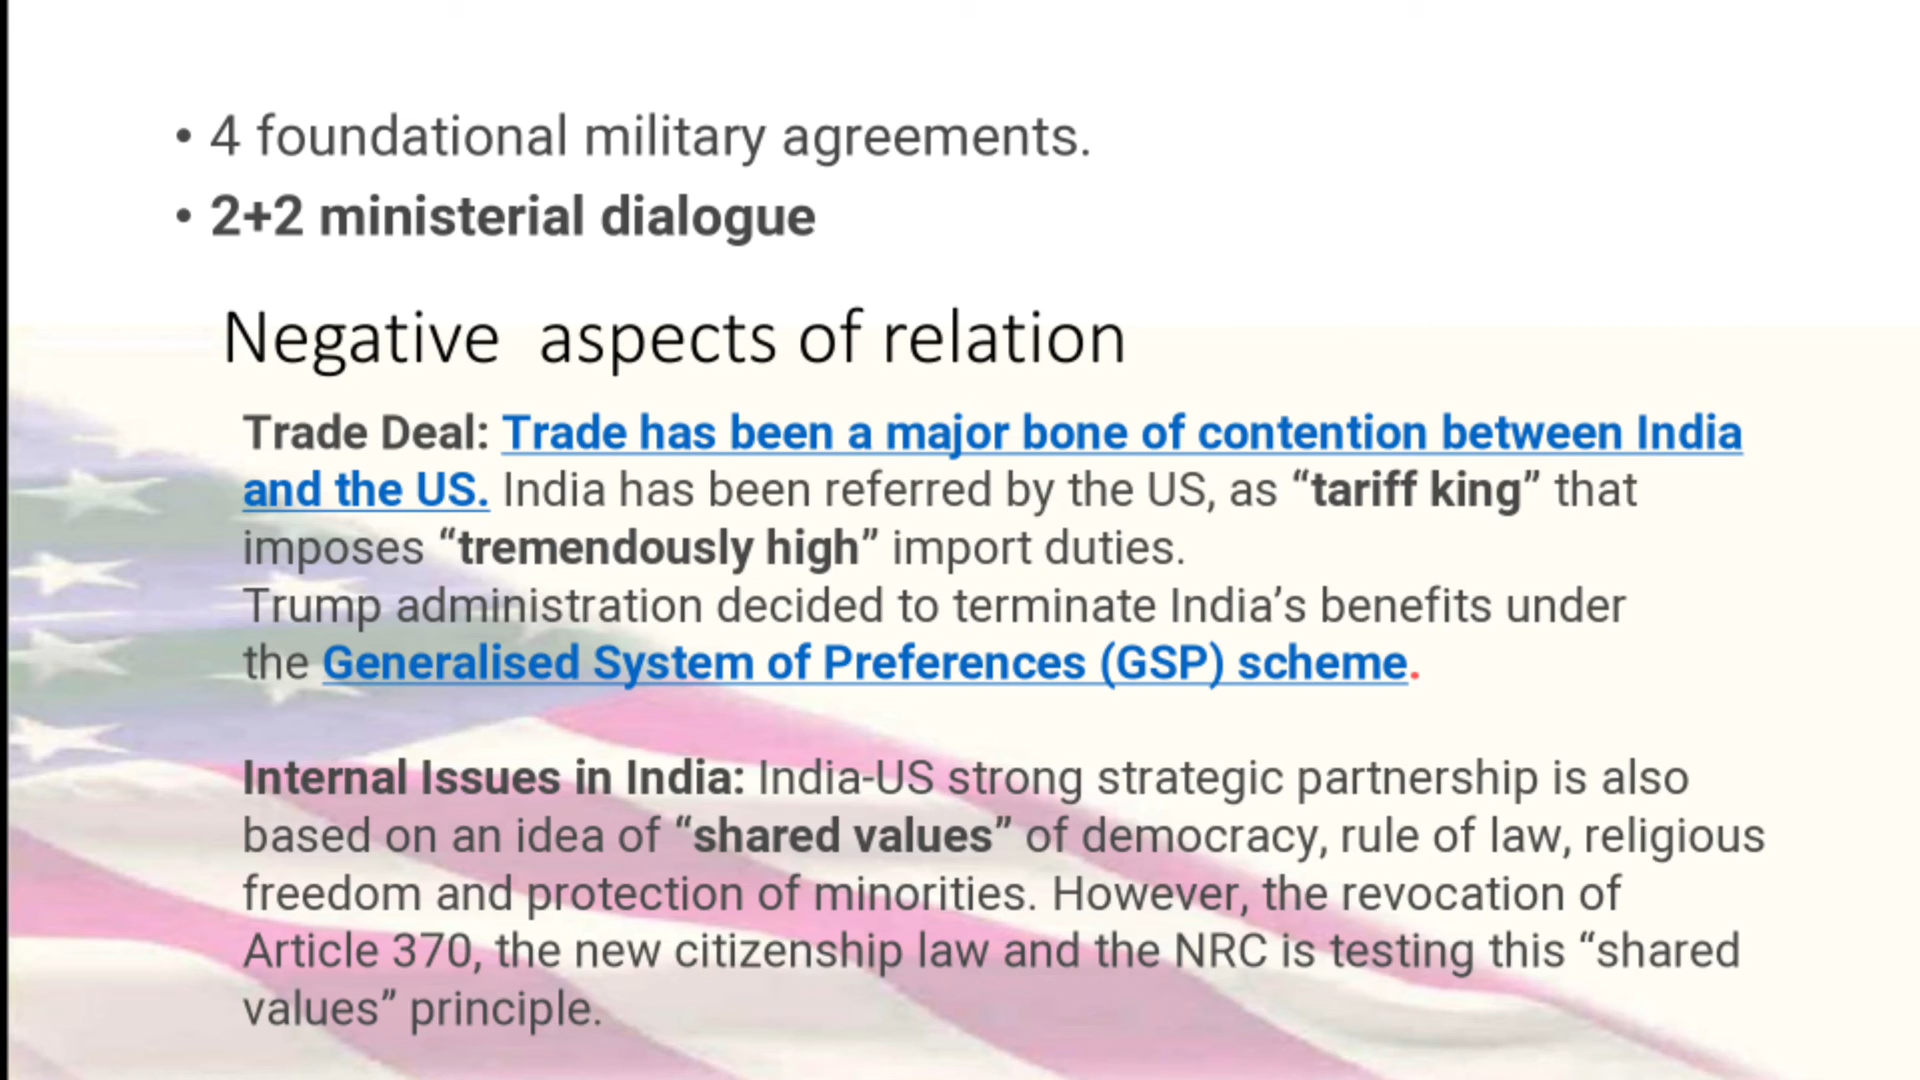 • 4 foundational military agreements.
• 2+2 ministerial dialogue
Negative aspects of relation
Trade Deal: Trade has been a major bone of contention between India
and the US. India has been referred by the US, as “tariff king” that
imposes “tremendously high” import duties.
Trump administration decided to terminate India’s benefits under
the Generalised System of Preferences (GSP) scheme.
Internal Issues in India: India-US strong strategic partnership is also
based on an idea of “shared values” of democracy, rule of law, religious
freedom and protection of minorities. However, the revocation of
Article 370, the new citizenship law and the NRC is testing this “shared
values” principle.